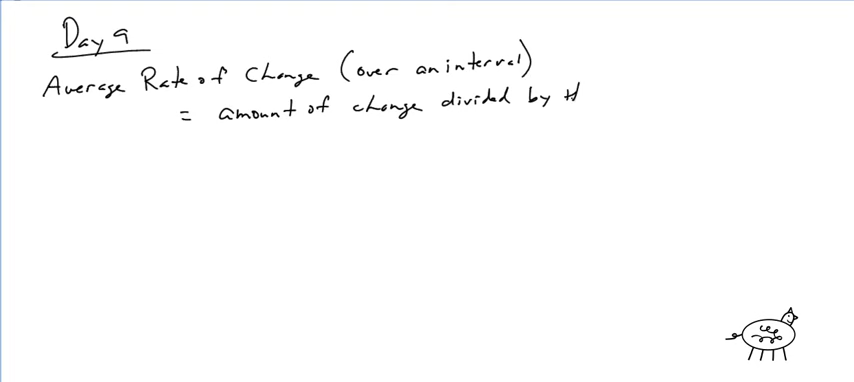 Day 9
Average Rate of Change (over an interval)
= amount of change divided by